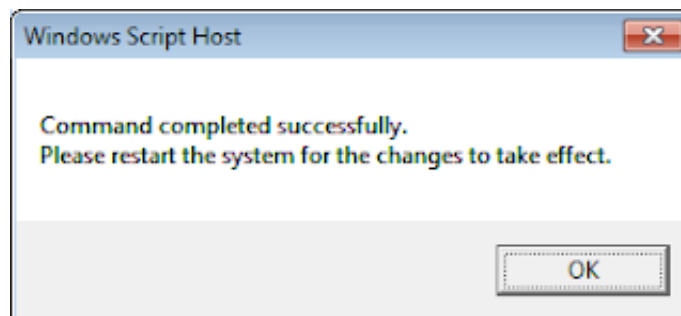 Windows Script Host
Command completed successfully.
Please restart the system for the changes to take effect.
OK